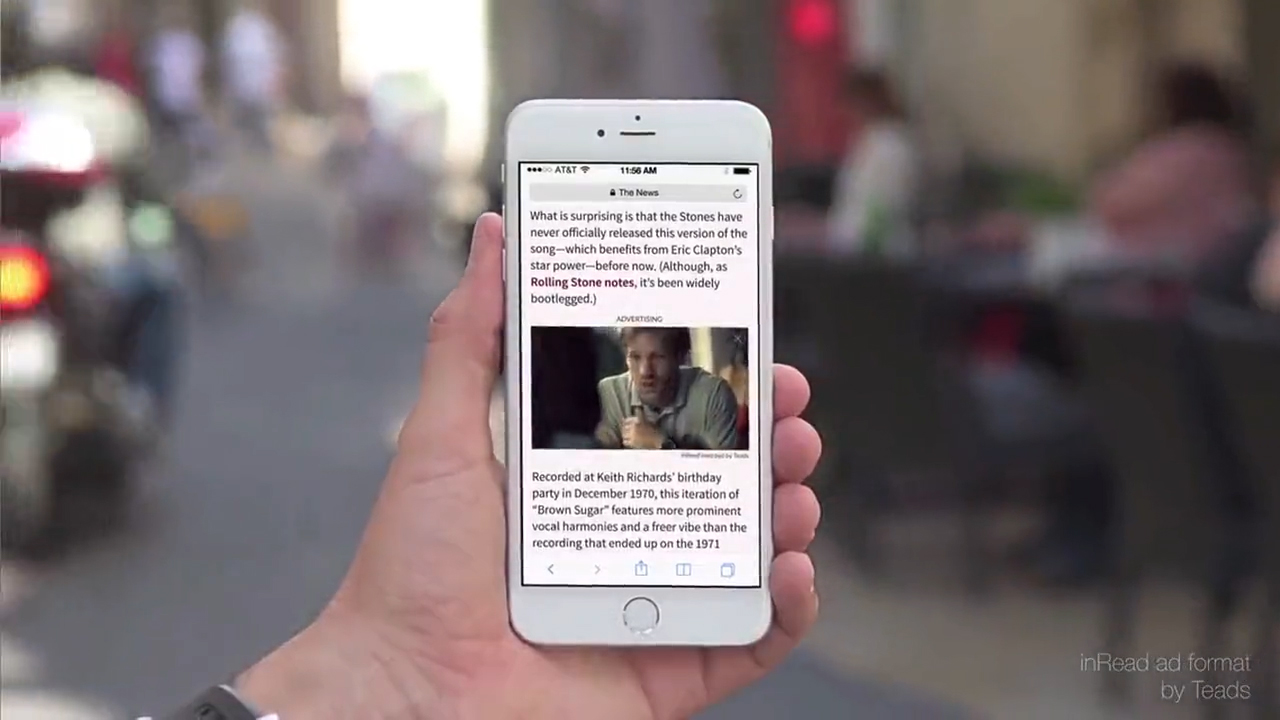 AT&T 11:56 AM
The News
What is surprising is that the Stones have
never officially released this version of the
song—which benefits from Eric Clapton's
star power—before now. (Although, as
Rolling Stone notes, it's been widely
bootlegged.)
ADVERTISING
by Teads
Recorded at Keith Richards' birthday
party in December 1970, this iteration of
“Brown Sugar” features more prominent
vocal harmonies and a freer vibe than the
recording that ended up on the 1971
inRead ad format
by Teads